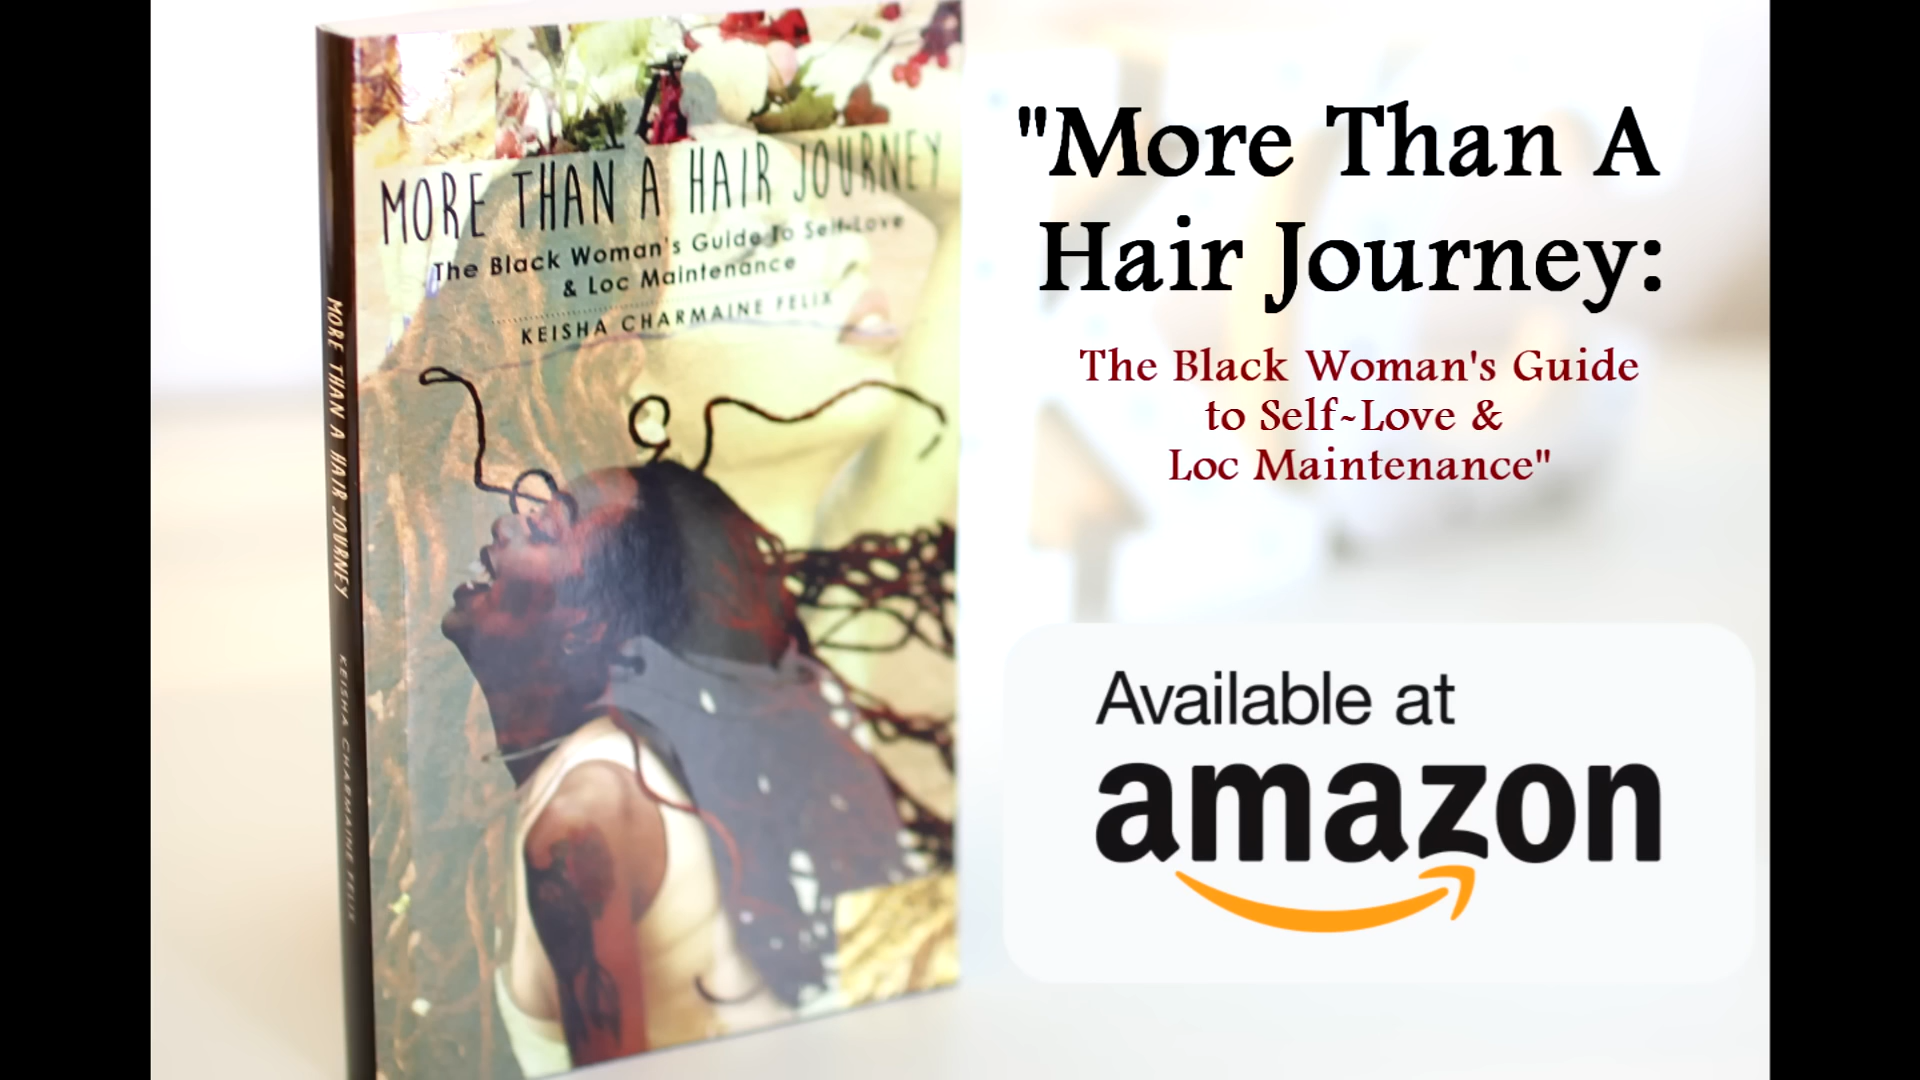 MORE THAN A HAIR JOURNEY
The Black Woman's Guide To Self-Love
& Loc Maintenance
KEISHA CHARMAINE FELIX
MORE THAN A HAIR JOURNEY
KEISHA CHARMAINE FELIX
"More Than A
Hair Journey:
The Black Woman's Guide
to Self-Love &
Loc Maintenance"
Available at
amazon